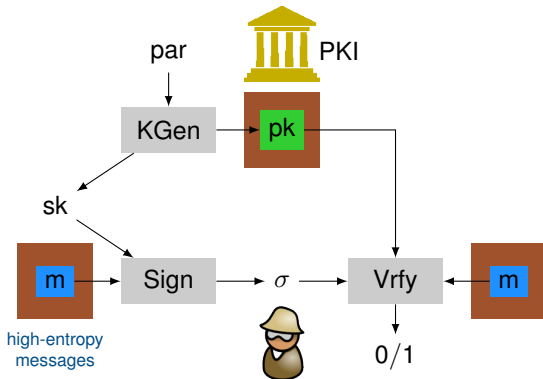 par
PKI
KGen
pk
sk
m
Sign
σ
Vrfy
m
high-entropy
messages
0/1